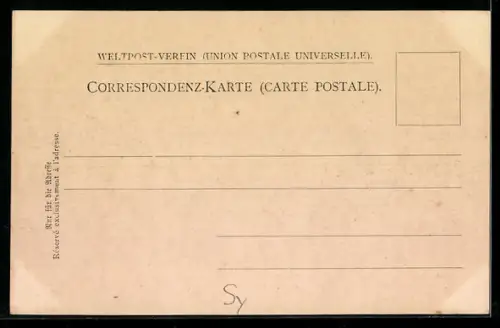 WELTPOST-VEREIN (UNION POSTALE UNIVERSELLE).
CORRESPONDENZ-KARTE (CARTE POSTALE).
Nur für die Adresse
Réservé exclusivement à l'adresse.
Sy